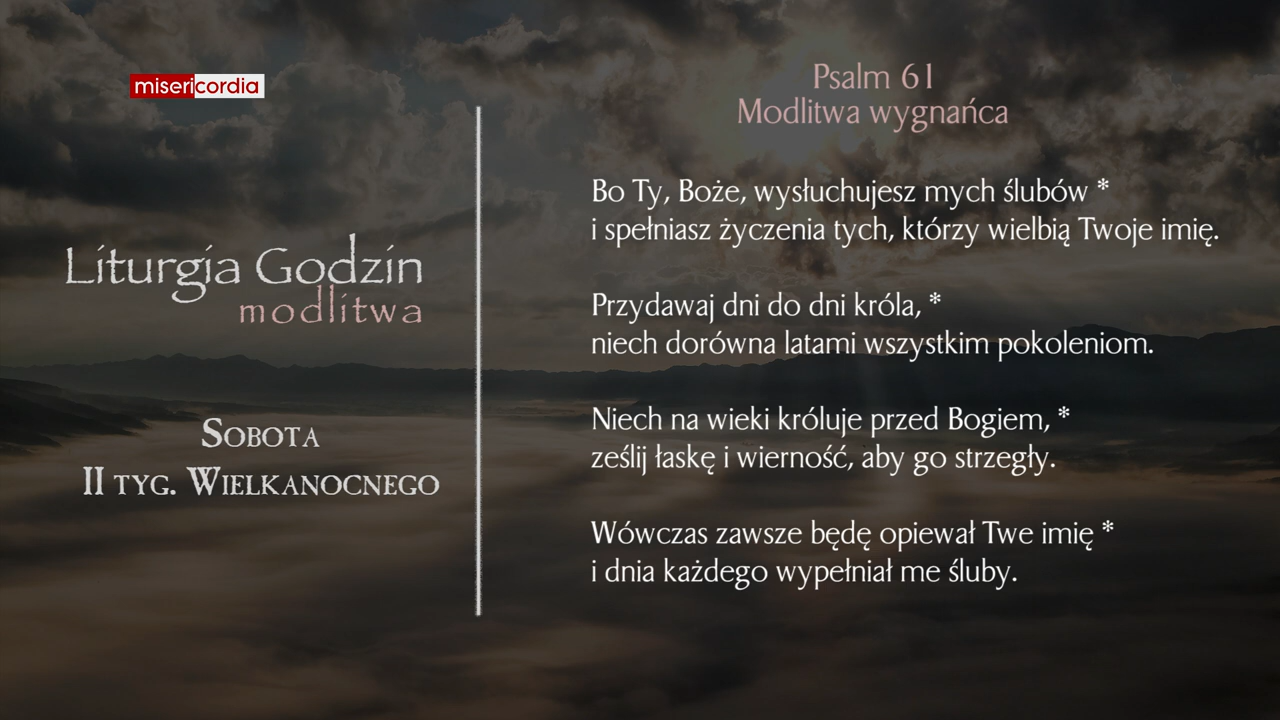 misericordia
Liturgia Godzin
modlitwa
Sobota
II tyg. Wielkanocnego
Psalm 61
Modlitwa wygnańca
Bo Ty, Boże, wysłuchujesz mych ślubów *
i spełniasz życzenia tych, którzy wielbią Twoje imię.
Przydawaj dni do dni króla, *
niech dorówna latami wszystkim pokoleniom.
Niech na wieki króluje przed Bogiem, *
ześlij łaskę i wierność, aby go strzegły.
Wówczas zawsze będę opiewał Twe imię *
i dnia każdego wypełniał me śluby.